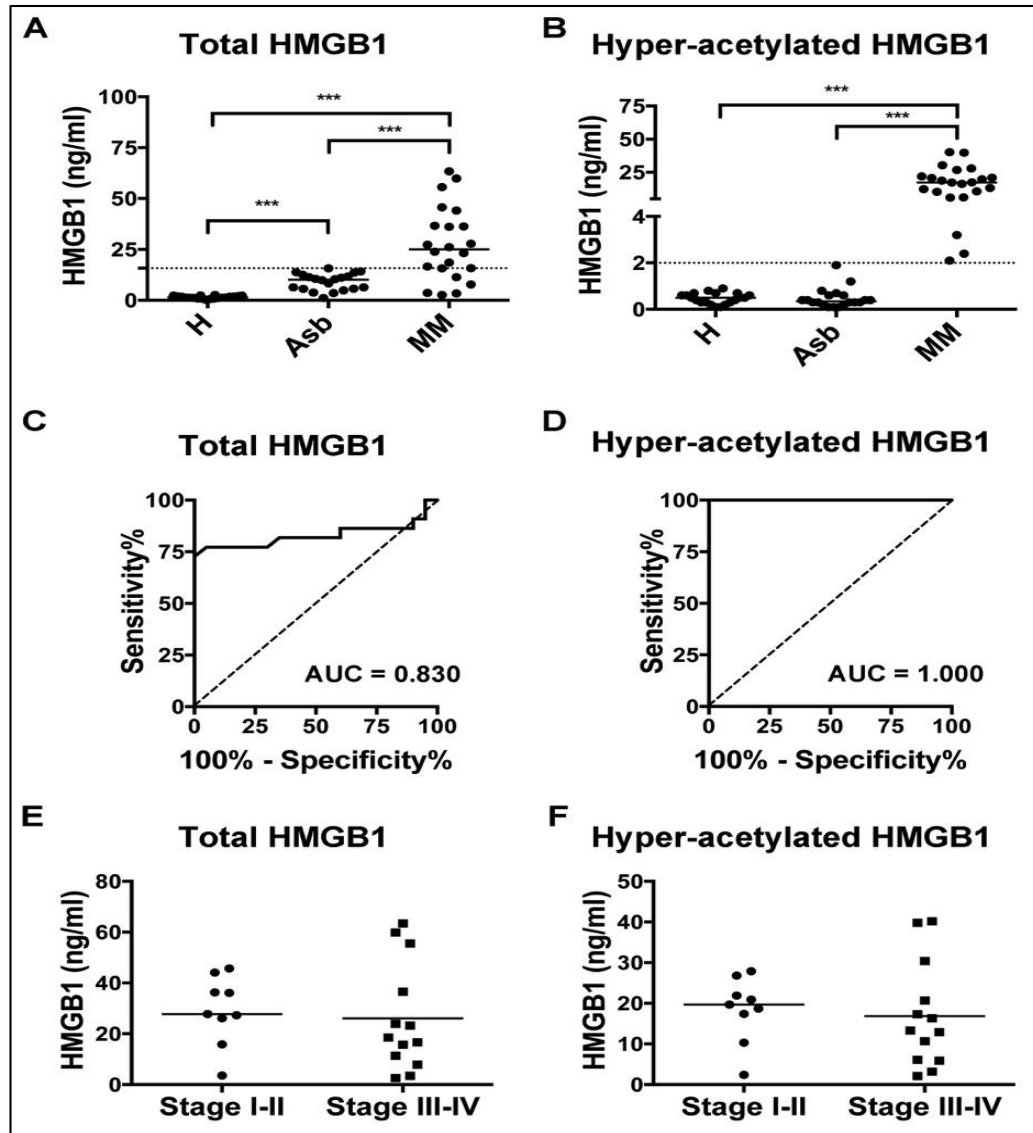 A
Total HMGB1
HMGB1 (ng/ml)
100
75
50
25
0
***
***
***
H
Asb
MM
B
Hyper-acetylated HMGB1
HMGB1 (ng/ml)
75
50
25
4
2
0
***
***
H
Asb
MM
C
Total HMGB1
Sensitivity%
100
75
50
25
0
AUC = 0.830
0 25 50 75 100
100% - Specificity%
D
Hyper-acetylated HMGB1
Sensitivity%
100
75
50
25
0
AUC = 1.000
0 25 50 75 100
100% - Specificity%
E
Total HMGB1
HMGB1 (ng/ml)
80
60
40
20
0
Stage I-II Stage III-IV
F
Hyper-acetylated HMGB1
HMGB1 (ng/ml)
50
40
30
20
10
0
Stage I-II Stage III-IV